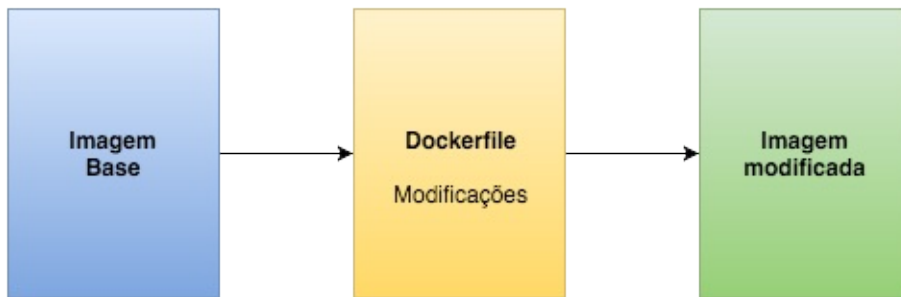 Imagem
Base
Dockerfile
Modificações
Imagem
modificada